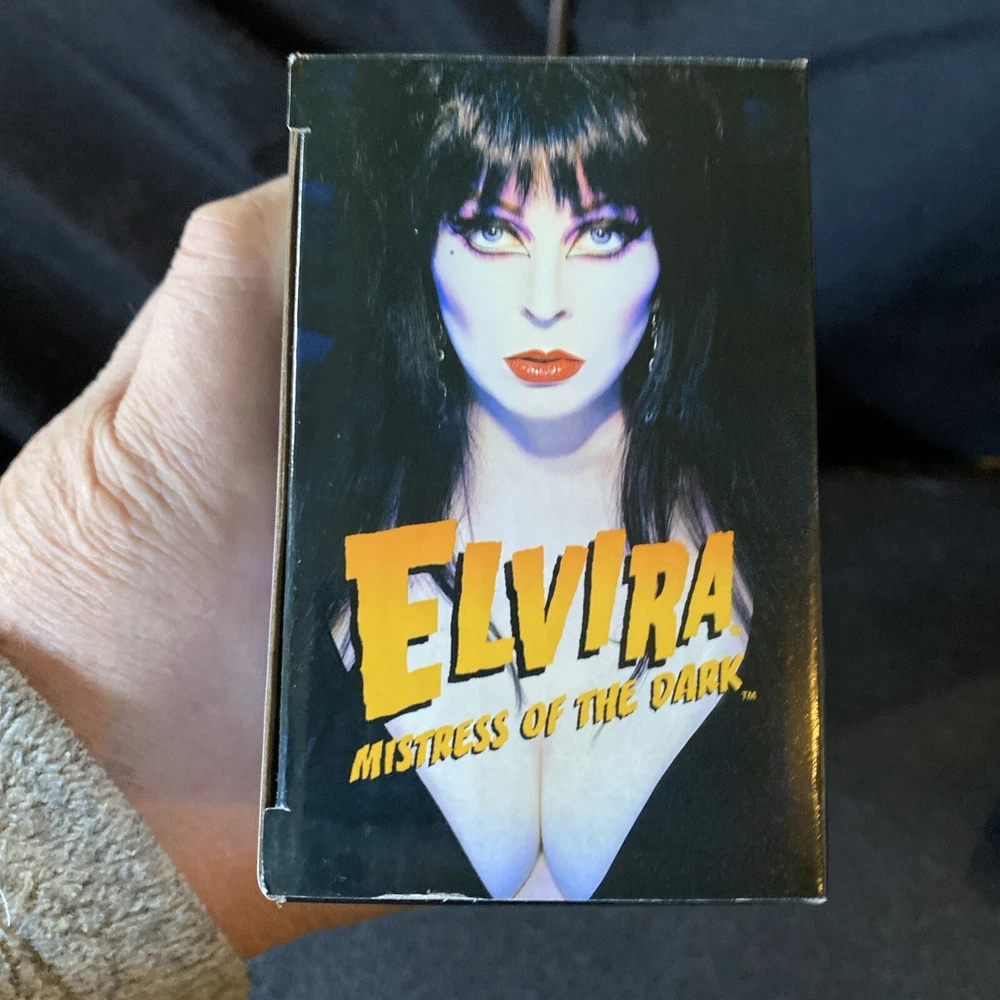 ELVIRA
MISTRESS OF THE DARK™